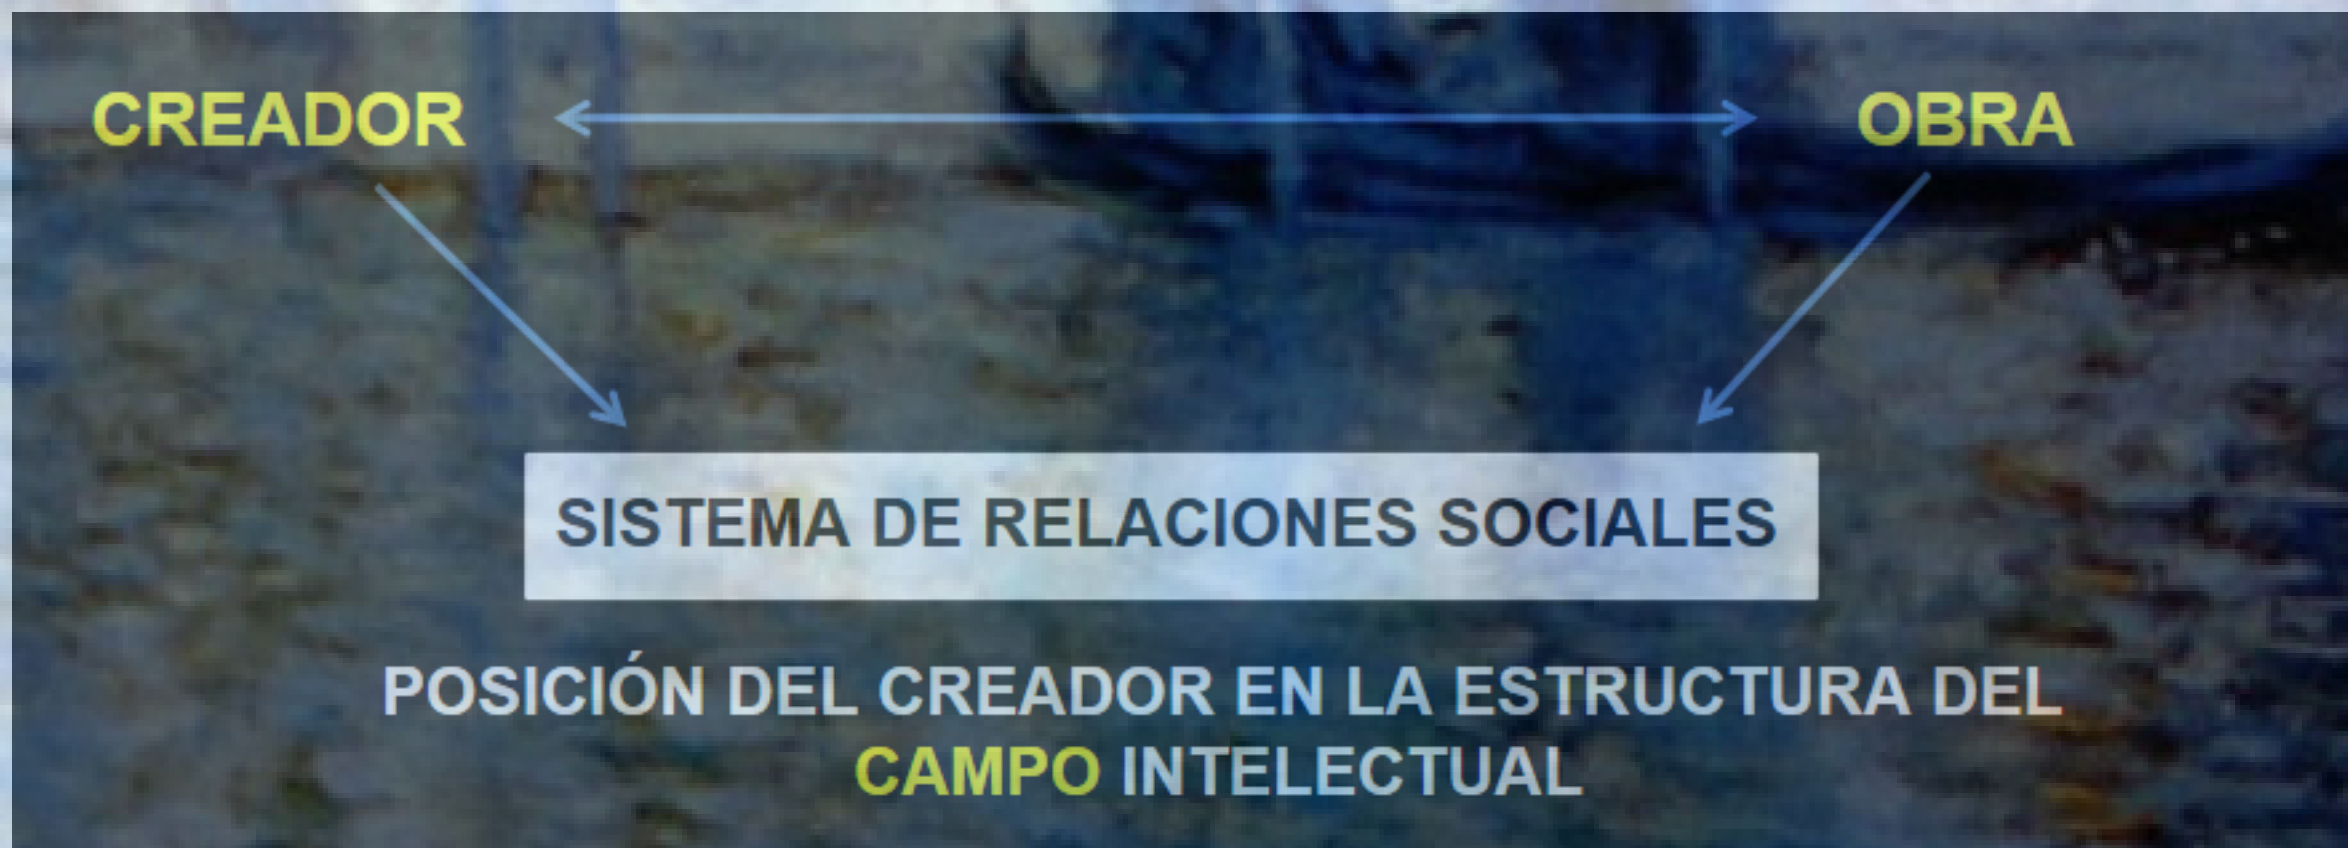 CREADOR
OBRA
SISTEMA DE RELACIONES SOCIALES
POSICIÓN DEL CREADOR EN LA ESTRUCTURA DEL
CAMPO INTELECTUAL